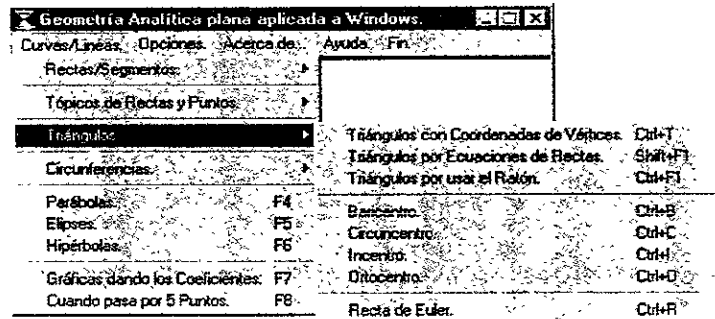 Geometría Analítica plana aplicada a Windows.
Curvas/Líneas. Opciones. Acerca de.. Ayuda. Fin.
Rectas/Segmentos.
Tópicos de Rectas y Puntos.
Triángulos.
Circunferencias.
Parábolas. F4
Elipses. F5
Hipérbolas. F6
Gráficas dando los Coeficientes. F7
Cuando pasa por 5 Puntos. F8
Triángulos con Coordenadas de Vértices. Ctrl+T
Triángulos por Ecuaciones de Rectas. Shift+F1
Triángulos por usar el Ratón. Ctrl+F1
Baricentro. Ctrl+B
Circuncentro. Ctrl+C
Incentro. Ctrl+I
Ortocentro. Ctrl+O
Recta de Euler. Ctrl+R